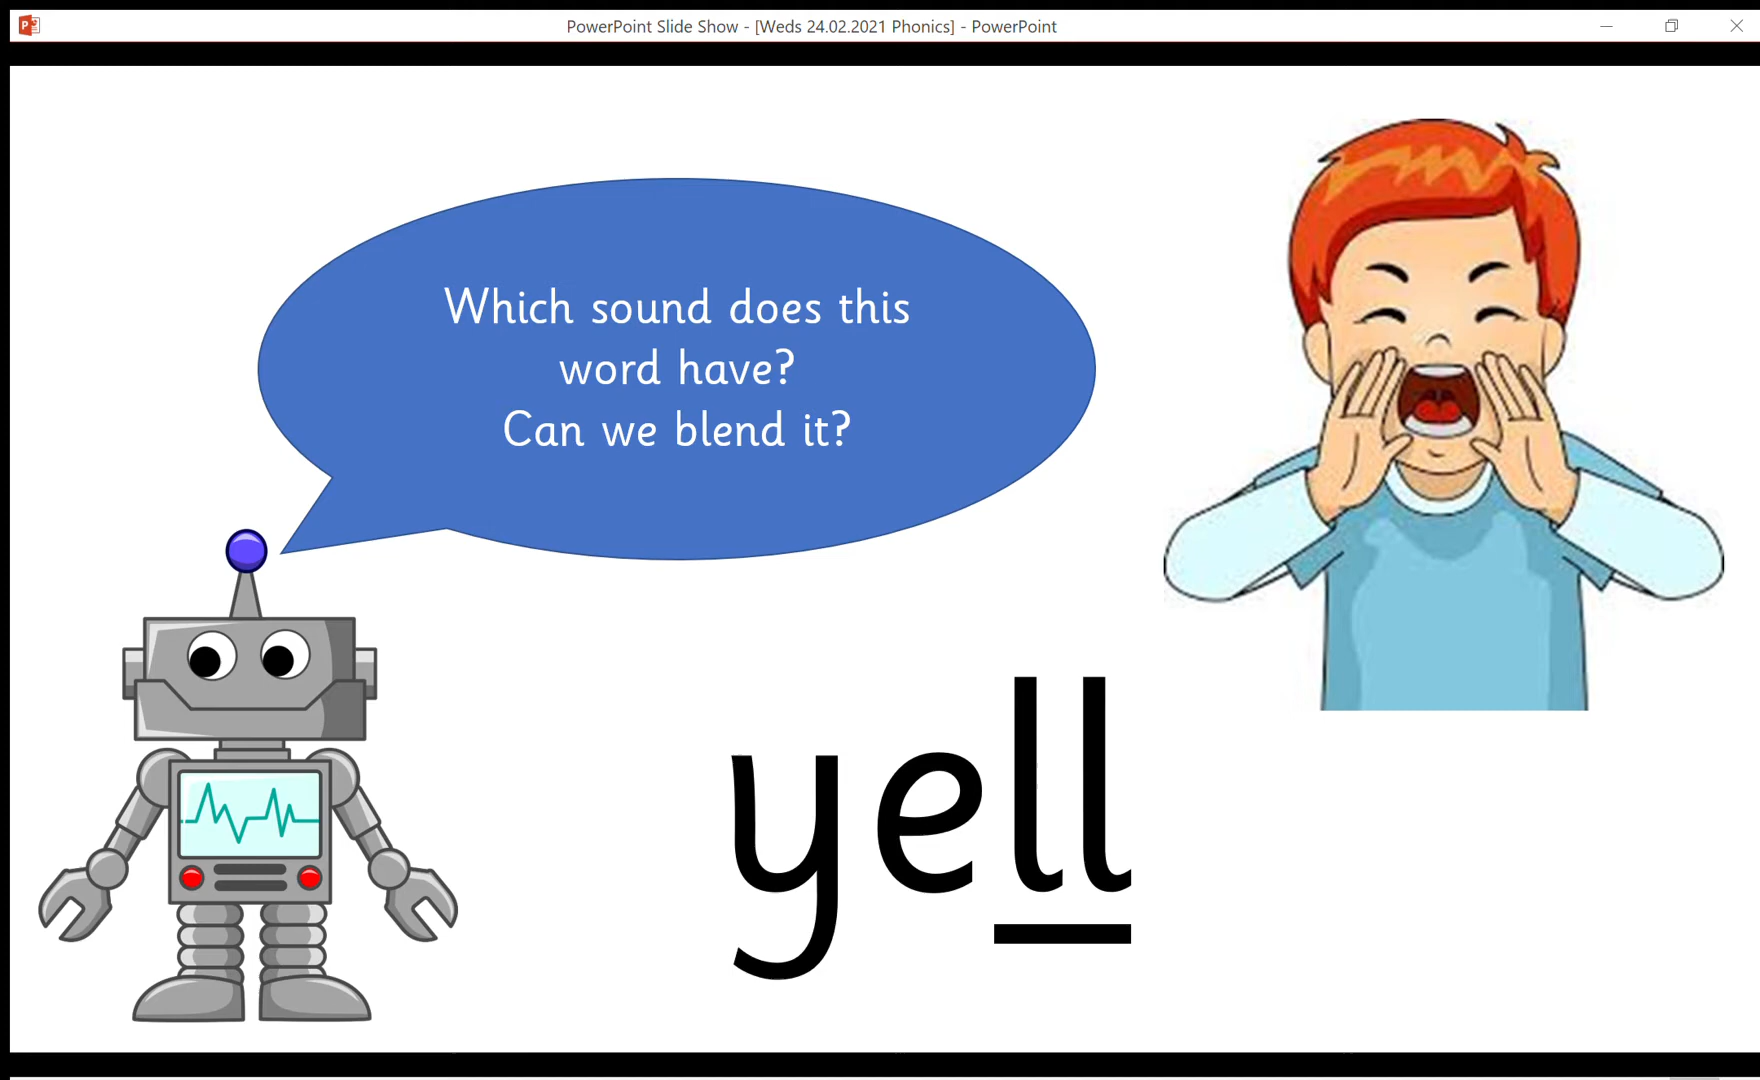 PowerPoint Slide Show - [Weds 24.02.2021 Phonics] - PowerPoint
Which sound does this
word have?
Can we blend it?
yell